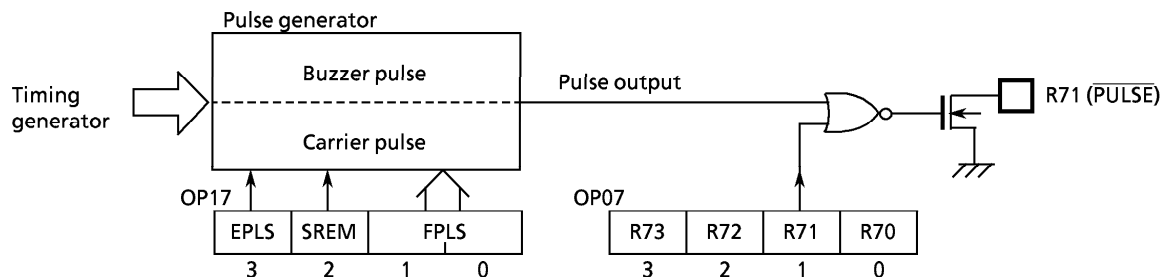 Pulse generator
Timing
generator
Buzzer pulse
Carrier pulse
Pulse output
R71 (PULSE)
OP17
EPLS SREM FPLS
3 2 1 0
OP07
R73 R72 R71 R70
3 2 1 0